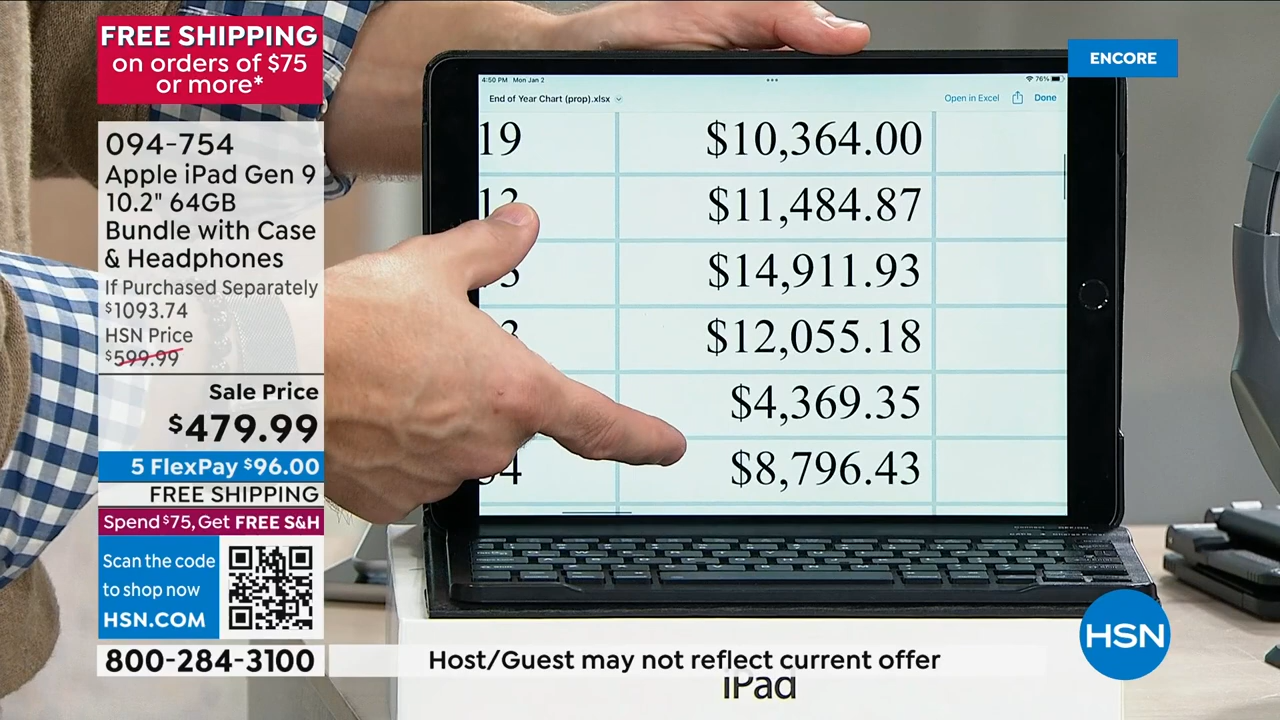 FREE SHIPPING
on orders of $75
or more*
094-754
Apple iPad Gen 9
10.2" 64GB
Bundle with Case
& Headphones
If Purchased Separately
$1093.74
HSN Price
$599.99
Sale Price
$479.99
5 FlexPay $96.00
FREE SHIPPING
Spend $75, Get FREE S&H
Scan the code
to shop now
HSN.COM
800-284-3100
Host/Guest may not reflect current offer
ENCORE
4:50 PM Mon Jan 2
76%
End of Year Chart (prop).xlsx
Open in Excel
Done
19 $10,364.00
$11,484.87
$14,911.93
$12,055.18
$4,369.35
$8,796.43
HSN
iPad